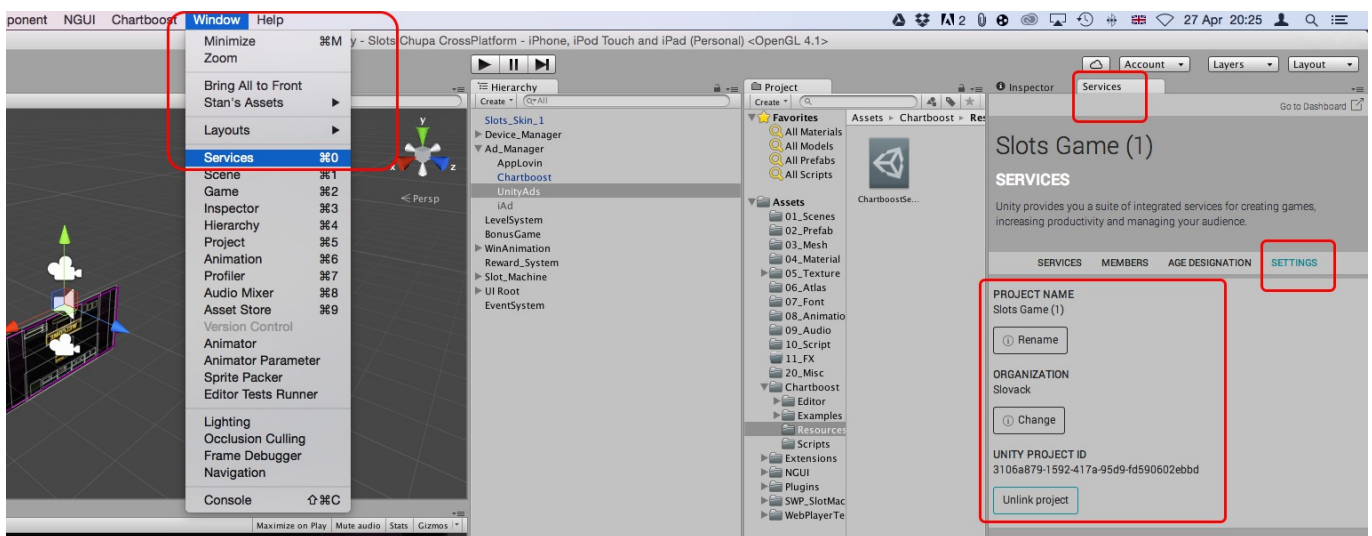 ponent NGUI Chartboost Window Help
2 27 Apr 20:25
y - Slots Chupa CrossPlatform - iPhone, iPod Touch and iPad (Personal) <OpenGL 4.1>
Minimize ⌘M
Zoom
Bring All to Front
Stan's Assets
Layouts
Services ⌘0
Scene ⌘1
Game ⌘2
Inspector ⌘3
Hierarchy ⌘4
Project ⌘5
Animation ⌘6
Profiler ⌘7
Audio Mixer ⌘8
Asset Store ⌘9
Version Control
Animator
Animator Parameter
Sprite Packer
Editor Tests Runner
Lighting
Occlusion Culling
Frame Debugger
Navigation
Console ⇧⌘C
y
x z
Persp
Maximize on Play Mute audio Stats Gizmos
Hierarchy
Create All
Slots_Skin_1
Device_Manager
Ad_Manager
AppLovin
Chartboost
UnityAds
iAd
LevelSystem
BonusGame
WinAnimation
Reward_System
Slot_Machine
UI Root
EventSystem
Project
Create
Favorites
All Materials
All Models
All Prefabs
All Scripts
Assets
01_Scenes
02_Prefab
03_Mesh
04_Material
05_Texture
06_Atlas
07_Font
08_Animatio
09_Audio
10_Script
11_FX
20_Misc
Chartboost
Editor
Examples
Resources
Scripts
Extensions
NGUI
Plugins
SWP_SlotMac
WebPlayerTe
Assets Chartboost Res
ChartboostSe...
Account Layers Layout
Inspector Services
Go to Dashboard
Slots Game (1)
SERVICES
Unity provides you a suite of integrated services for creating games,
increasing productivity and managing your audience.
SERVICES MEMBERS AGE DESIGNATION SETTINGS
PROJECT NAME
Slots Game (1)
Rename
ORGANIZATION
Slovack
Change
UNITY PROJECT ID
3106a879-1592-417a-95d9-fd590602ebbd
Unlink project